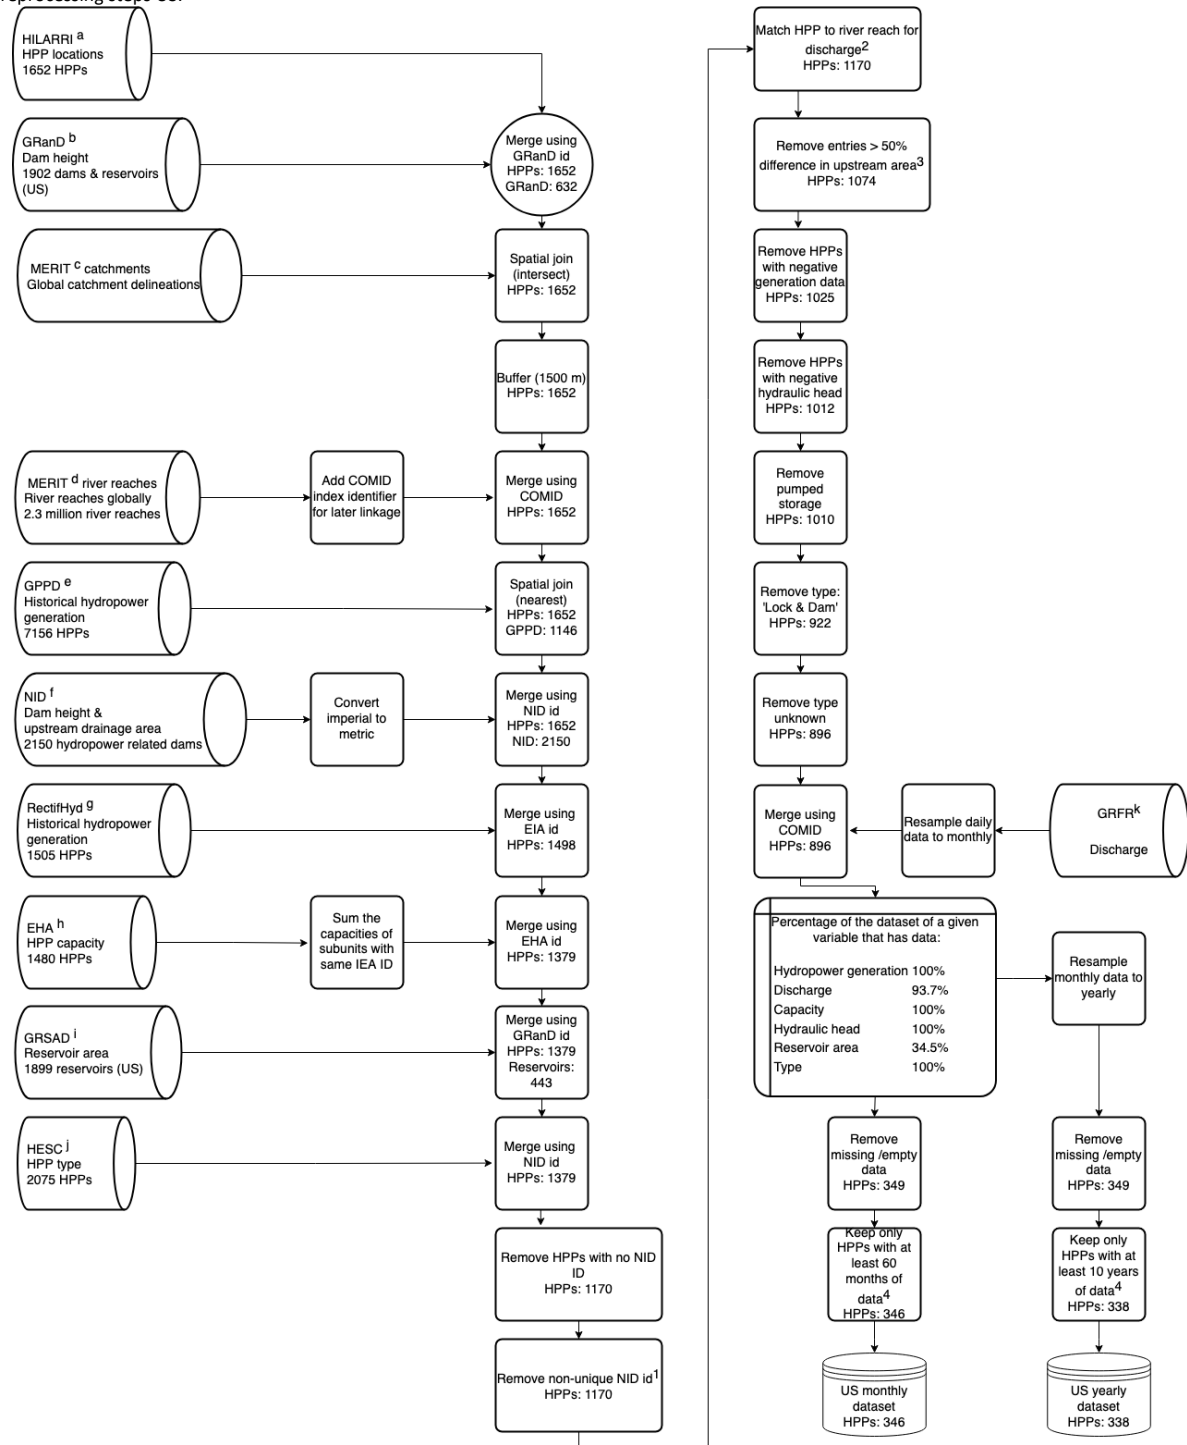 HILARRI a
HPP locations
1652 HPPs
GRanD b
Dam height
1902 dams & reservoirs
(US)
Merge using
GRanD id
HPPs: 1652
GRanD: 632
MERIT c catchments
Global catchment delineations
Spatial join
(intersect)
HPPs: 1652
Buffer (1500 m)
HPPs: 1652
MERIT d river reaches
River reaches globally
2.3 million river reaches
Add COMID
index identifier
for later linkage
Merge using
COMID
HPPs: 1652
GPPD e
Historical hydropower
generation
7156 HPPs
Spatial join
(nearest)
HPPs: 1652
GPPD: 1146
NID f
Dam height &
upstream drainage area
2150 hydropower related dams
Convert
imperial to
metric
Merge using
NID id
HPPs: 1652
NID: 2150
RectifHyd g
Historical hydropower
generation
1505 HPPs
Merge using
EIA id
HPPs: 1498
EHA h
HPP capacity
1480 HPPs
Sum the
capacities of
subunits with
same IEA ID
Merge using
EHA id
HPPs: 1379
GRSAD i
Reservoir area
1899 reservoirs (US)
Merge using
GRanD id
HPPs: 1379
Reservoirs:
443
HESC j
HPP type
2075 HPPs
Merge using
NID id
HPPs: 1379
Remove HPPs with no NID
ID
HPPs: 1170
Remove non-unique NID id1
HPPs: 1170
Match HPP to river reach for
discharge2
HPPs: 1170
Remove entries > 50%
difference in upstream area3
HPPs: 1074
Remove HPPs
with negative
generation data
HPPs: 1025
Remove HPPs
with negative
hydraulic head
HPPs: 1012
Remove
pumped
storage
HPPs: 1010
Remove type:
'Lock & Dam'
HPPs: 922
Remove type
unknown
HPPs: 896
Merge using
COMID
HPPs: 896
Resample daily
data to monthly
GRFRk
Discharge
Percentage of the dataset of a given
variable that has data:
Hydropower generation 100%
Discharge 93.7%
Capacity 100%
Hydraulic head 100%
Reservoir area 34.5%
Type 100%
Resample
monthly data to
yearly
Remove
missing /empty
data
HPPs: 349
Remove
missing /empty
data
HPPs: 349
Keep only
HPPs with at
least 60
months of
data4
HPPs: 346
Keep only
HPPs with at
least 10 years
of data4
HPPs: 338
US monthly
dataset
HPPs: 346
US yearly
dataset
HPPs: 338